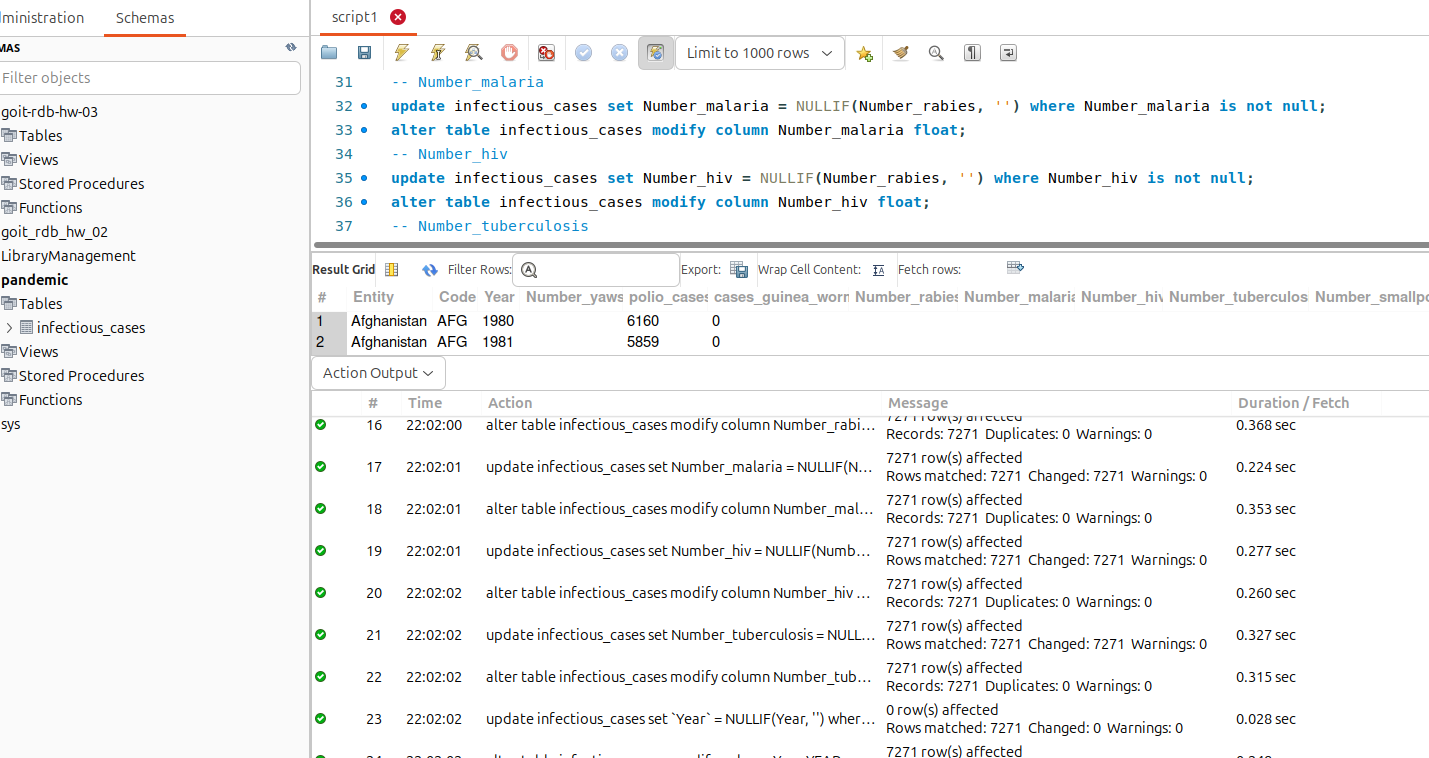 ministration Schemas
script1
MAS
Filter objects
Limit to 1000 rows
goit-rdb-hw-03
Tables
Views
Stored Procedures
Functions
goit_rdb_hw_02
LibraryManagement
pandemic
Tables
infectious_cases
Views
Stored Procedures
Functions
sys
31 -- Number_malaria
32 update infectious_cases set Number_malaria = NULLIF(Number_rabies, '') where Number_malaria is not null;
33 alter table infectious_cases modify column Number_malaria float;
34 -- Number_hiv
35 update infectious_cases set Number_hiv = NULLIF(Number_rabies, '') where Number_hiv is not null;
36 alter table infectious_cases modify column Number_hiv float;
37 -- Number_tuberculosis
Result Grid Filter Rows: Export: Wrap Cell Content: Fetch rows:
# Entity Code Year Number_yaws polio_cases cases_guinea_worm Number_rabies Number_malaria Number_hiv Number_tuberculos Number_smallpo
1 Afghanistan AFG 1980 6160 0
2 Afghanistan AFG 1981 5859 0
Action Output
# Time Action Message Duration / Fetch
16 22:02:00 alter table infectious_cases modify column Number_rabi... 7271 row(s) affected
Records: 7271 Duplicates: 0 Warnings: 0 0.368 sec
17 22:02:01 update infectious_cases set Number_malaria = NULLIF(N... 7271 row(s) affected
Rows matched: 7271 Changed: 7271 Warnings: 0 0.224 sec
18 22:02:01 alter table infectious_cases modify column Number_mal... 7271 row(s) affected
Records: 7271 Duplicates: 0 Warnings: 0 0.353 sec
19 22:02:01 update infectious_cases set Number_hiv = NULLIF(Numb... 7271 row(s) affected
Rows matched: 7271 Changed: 7271 Warnings: 0 0.277 sec
20 22:02:02 alter table infectious_cases modify column Number_hiv ... 7271 row(s) affected
Records: 7271 Duplicates: 0 Warnings: 0 0.260 sec
21 22:02:02 update infectious_cases set Number_tuberculosis = NULL... 7271 row(s) affected
Rows matched: 7271 Changed: 7271 Warnings: 0 0.327 sec
22 22:02:02 alter table infectious_cases modify column Number_tub... 7271 row(s) affected
Records: 7271 Duplicates: 0 Warnings: 0 0.315 sec
23 22:02:02 update infectious_cases set `Year` = NULLIF(Year, '') wher... 0 row(s) affected
Rows matched: 7271 Changed: 0 Warnings: 0 0.028 sec
7271 row(s) affected